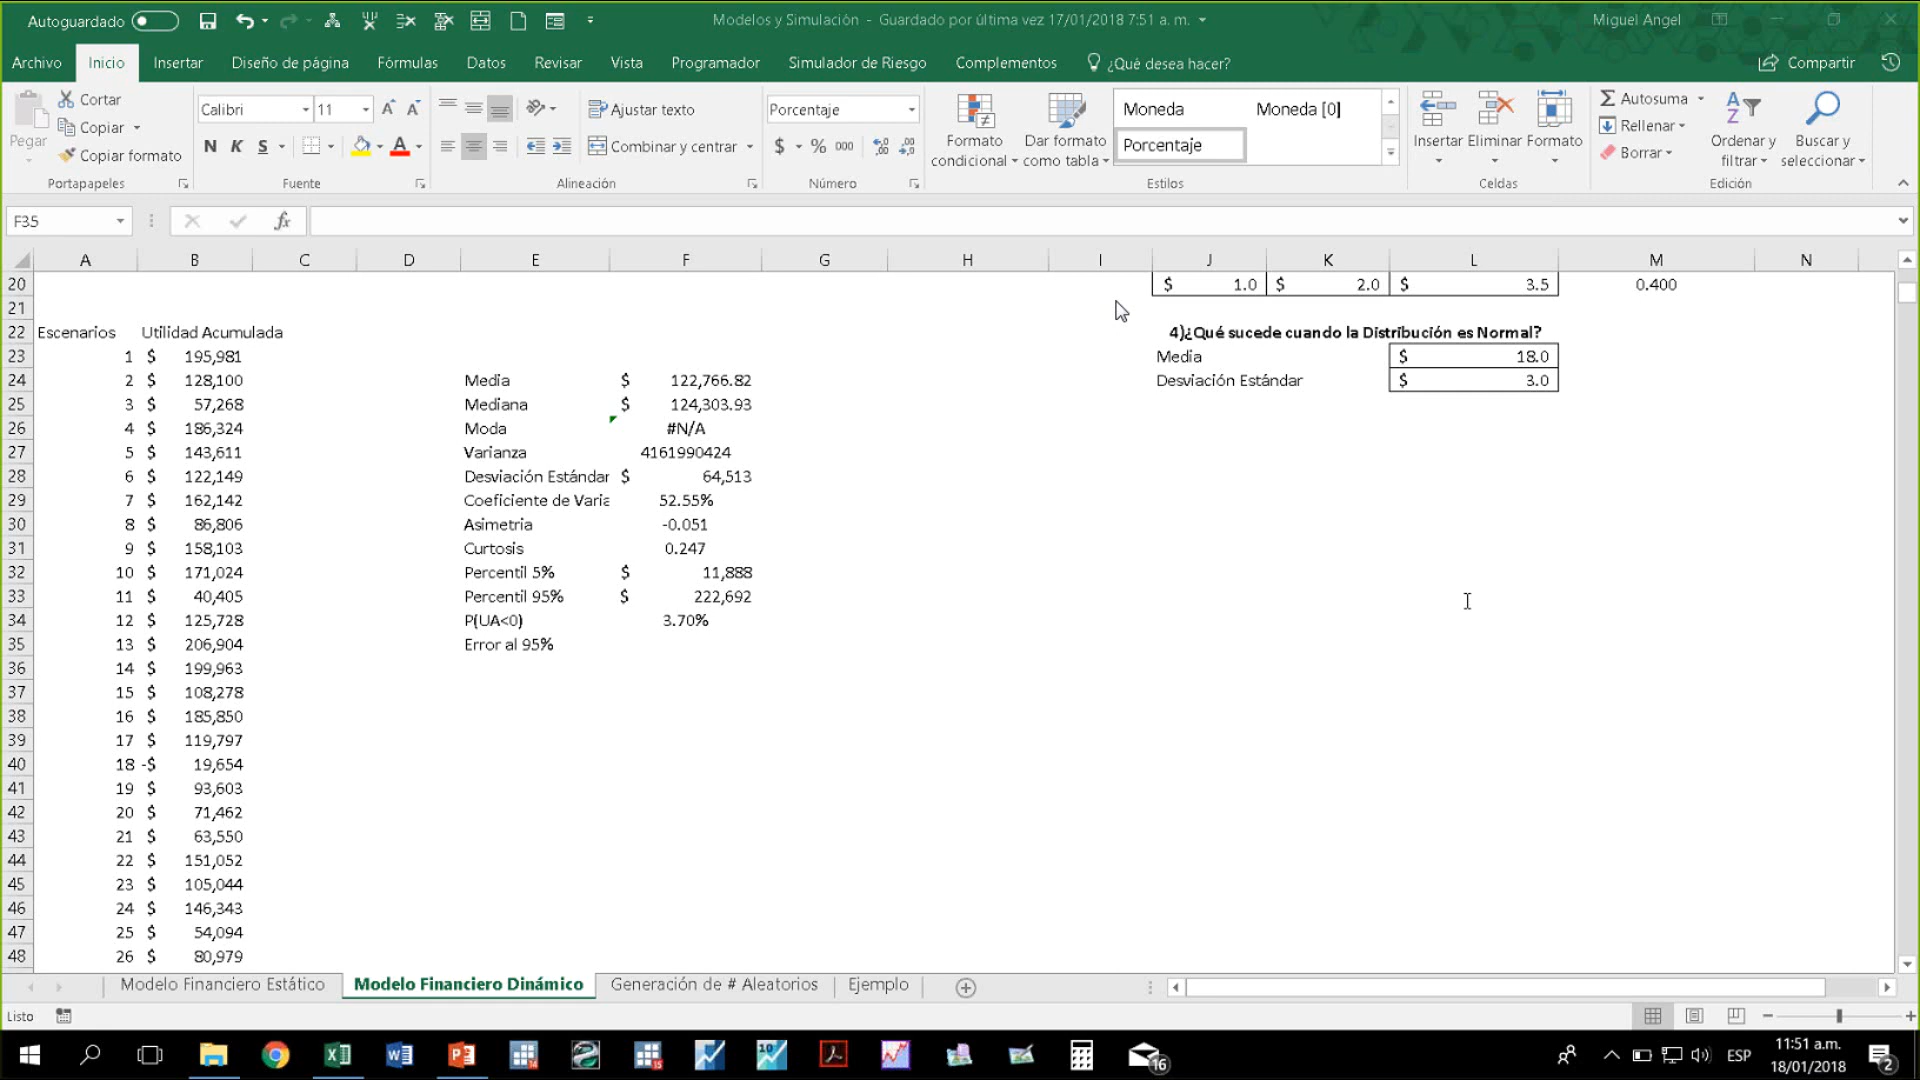 Autoguardado
Modelos y Simulación - Guardado por última vez 17/01/2018 7:51 a. m.
Miguel Angel
Archivo Inicio Insertar Diseño de página Fórmulas Datos Revisar Vista Programador Simulador de Riesgo Complementos ¿Qué desea hacer? Compartir
Pegar
Cortar
Copiar
Copiar formato
Portapapeles
Calibri 11
N K S
Fuente
Ajustar texto
Combinar y centrar
Alineación
Porcentaje
$ % 000
Número
Formato condicional
Dar formato como tabla
Moneda Moneda [0]
Porcentaje
Estilos
Insertar Eliminar Formato
Celdas
Autosuma
Rellenar
Borrar
Ordenar y filtrar
Buscar y seleccionar
Edición
F35 fx
A B C D E F G H I J K L M N
20 $ 1.0 $ 2.0 $ 3.5 0.400
21
22 Escenarios Utilidad Acumulada 4)¿Qué sucede cuando la Distribución es Normal?
23 1 $ 195,981 Media $ 18.0
24 2 $ 128,100 Media $ 122,766.82 Desviación Estándar $ 3.0
25 3 $ 57,268 Mediana $ 124,303.93
26 4 $ 186,324 Moda #N/A
27 5 $ 143,611 Varianza 4161990424
28 6 $ 122,149 Desviación Estándar $ 64,513
29 7 $ 162,142 Coeficiente de Varia 52.55%
30 8 $ 86,806 Asimetria -0.051
31 9 $ 158,103 Curtosis 0.247
32 10 $ 171,024 Percentil 5% $ 11,888
33 11 $ 40,405 Percentil 95% $ 222,692
34 12 $ 125,728 P(UA<0) 3.70%
35 13 $ 206,904 Error al 95%
36 14 $ 199,963
37 15 $ 108,278
38 16 $ 185,850
39 17 $ 119,797
40 18 -$ 19,654
41 19 $ 93,603
42 20 $ 71,462
43 21 $ 63,550
44 22 $ 151,052
45 23 $ 105,044
46 24 $ 146,343
47 25 $ 54,094
48 26 $ 80,979
Modelo Financiero Estático Modelo Financiero Dinámico Generación de # Aleatorios Ejemplo
Listo
16 ESP 11:51 a.m.
18/01/2018 2